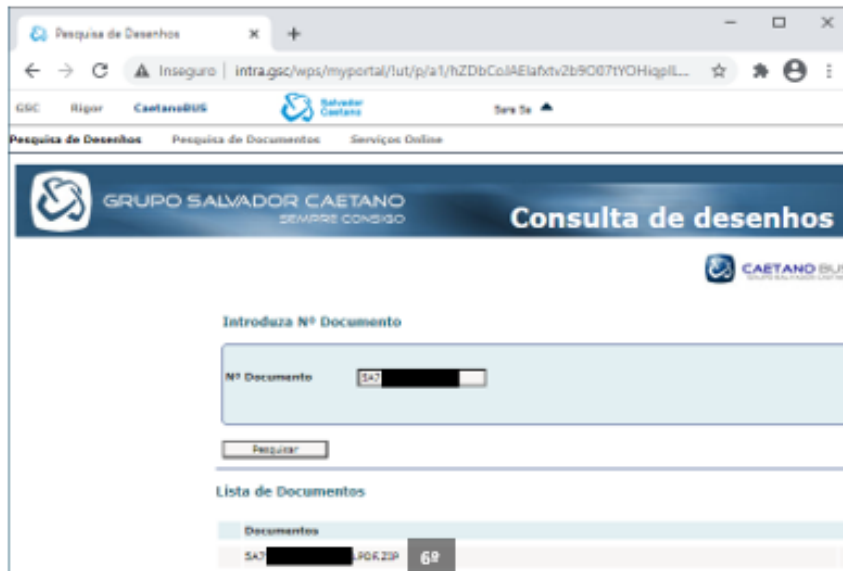 Pesquisa de Desenhos
Inseguro | intra.gsc/wps/myportal/!ut/p/a1/
GSC Rigor CaetanoBUS Salvador Caetano
Pesquisa de Desenhos Pesquisa de Documentos Serviços Online
GRUPO SALVADOR CAETANO
SEMPRE CONSIGO
Consulta de desenhos
CAETANO BUS
Introduza Nº Documento
Nº Documento SA7
Pesquisar
Lista de Documentos
Documentos
SA7 .PDF.ZIP 6º